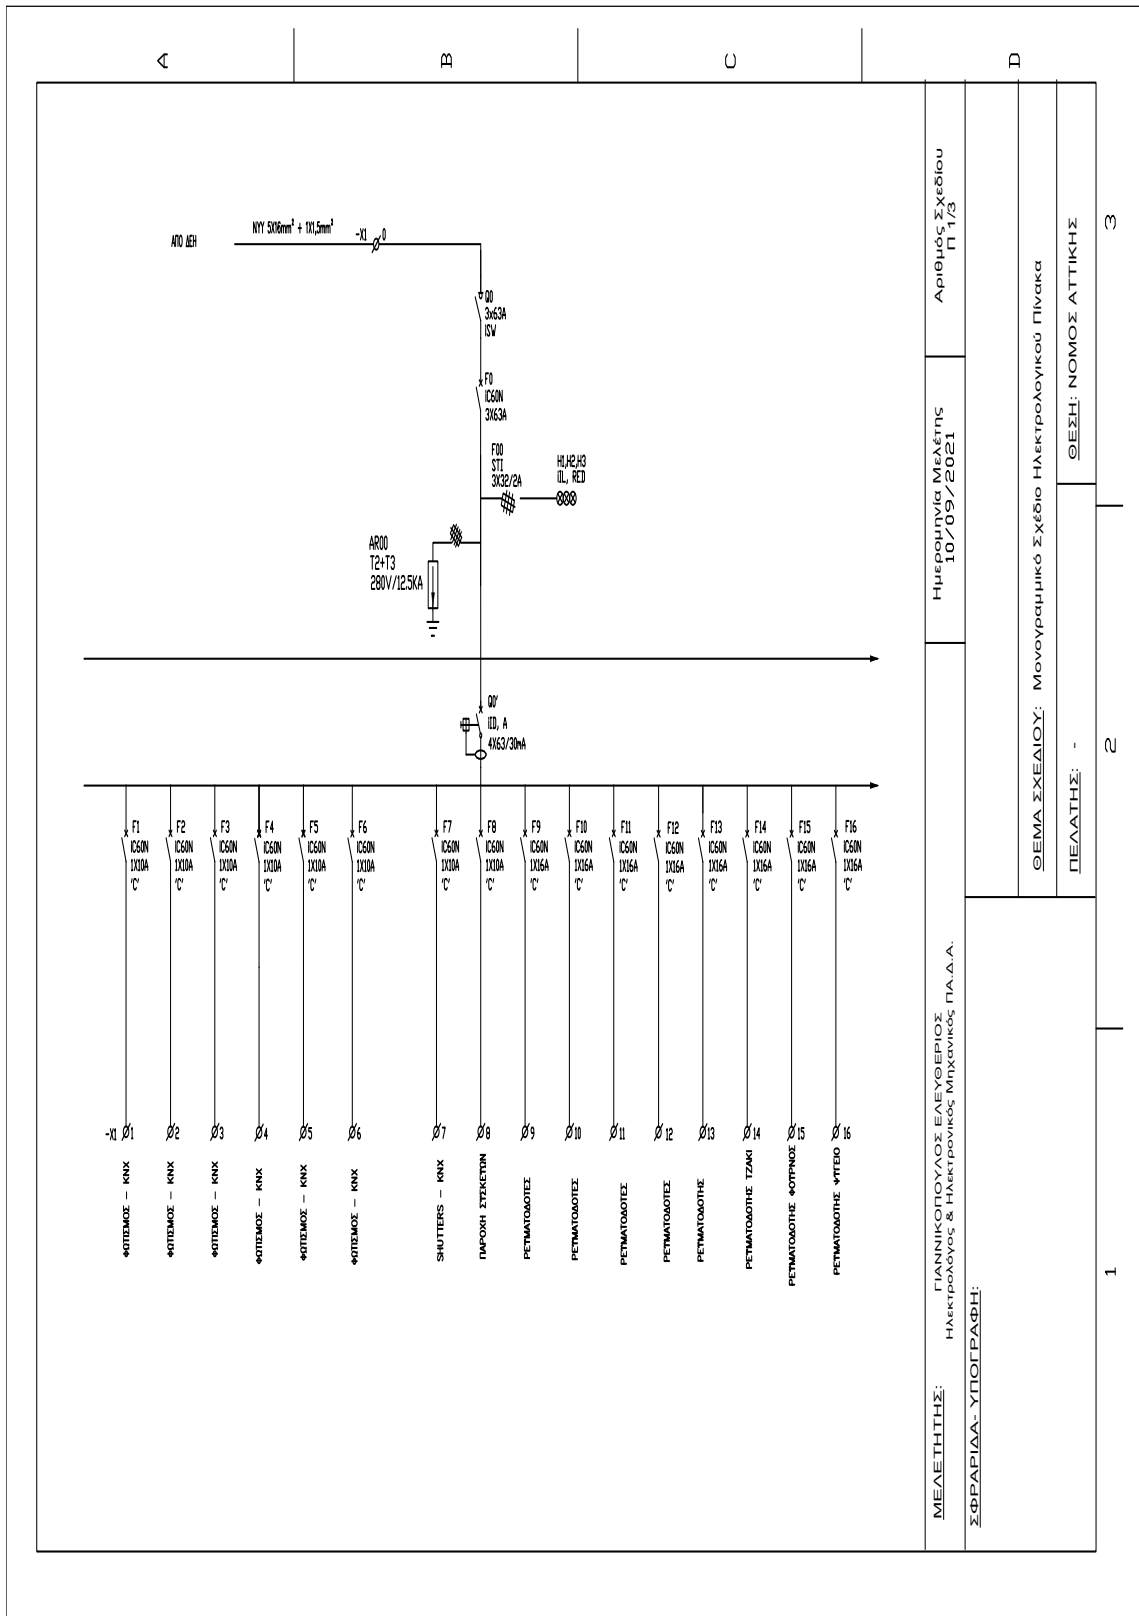 A
B
C
D
ΑΠΟ ΔΕΗ
NYY 5X16mm² + 1X1,5mm²
-X1
0
Q0
3x63A
ISW
F0
IC60N
3X63A
F00
STI
3X32/2A
H1,H2,H3
IIL, RED
AR00
T2+T3
280V/12.5KA
Q0'
IID, A
4X63/30mA
F1
IC60N
1X10A
'C'
F2
IC60N
1X10A
'C'
F3
IC60N
1X10A
'C'
F4
IC60N
1X10A
'C'
F5
IC60N
1X10A
'C'
F6
IC60N
1X10A
'C'
F7
IC60N
1X10A
'C'
F8
IC60N
1X10A
'C'
F9
IC60N
1X16A
'C'
F10
IC60N
1X16A
'C'
F11
IC60N
1X16A
'C'
F12
IC60N
1X16A
'C'
F13
IC60N
1X16A
'C'
F14
IC60N
1X16A
'C'
F15
IC60N
1X16A
'C'
F16
IC60N
1X16A
'C'
-X1
1
2
3
4
5
6
7
8
9
10
11
12
13
14
15
16
ΦΩΤΙΣΜΟΣ – KNX
ΦΩΤΙΣΜΟΣ – KNX
ΦΩΤΙΣΜΟΣ – KNX
ΦΩΤΙΣΜΟΣ – KNX
ΦΩΤΙΣΜΟΣ – KNX
ΦΩΤΙΣΜΟΣ – KNX
SHUTTERS – KNX
ΠΑΡΟΧΗ ΣΥΣΚΕΥΩΝ
ΡΕΥΜΑΤΟΔΟΤΕΣ
ΡΕΥΜΑΤΟΔΟΤΕΣ
ΡΕΥΜΑΤΟΔΟΤΕΣ
ΡΕΥΜΑΤΟΔΟΤΕΣ
ΡΕΥΜΑΤΟΔΟΤΗΣ
ΡΕΥΜΑΤΟΔΟΤΗΣ ΤΖΑΚΙ
ΡΕΥΜΑΤΟΔΟΤΗΣ ΦΟΥΡΝΟΣ
ΡΕΥΜΑΤΟΔΟΤΗΣ ΨΥΓΕΙΟ
ΜΕΛΕΤΗΤΗΣ: ΓΙΑΝΝΙΚΟΠΟΥΛΟΣ ΕΛΕΥΘΕΡΙΟΣ
Ηλεκτρολόγος & Ηλεκτρονικός Μηχανικός ΠΑ.Δ.Α.
Ημερομηνία Μελέτης
10/09/2021
Αριθμός Σχεδίου
Π 1/3
ΣΦΡΑΓΙΔΑ- ΥΠΟΓΡΑΦΗ:
ΘΕΜΑ ΣΧΕΔΙΟΥ: Μονογραμμικό Σχέδιο Ηλεκτρολογικού Πίνακα
ΠΕΛΑΤΗΣ: -
ΘΕΣΗ: ΝΟΜΟΣ ΑΤΤΙΚΗΣ
1
2
3